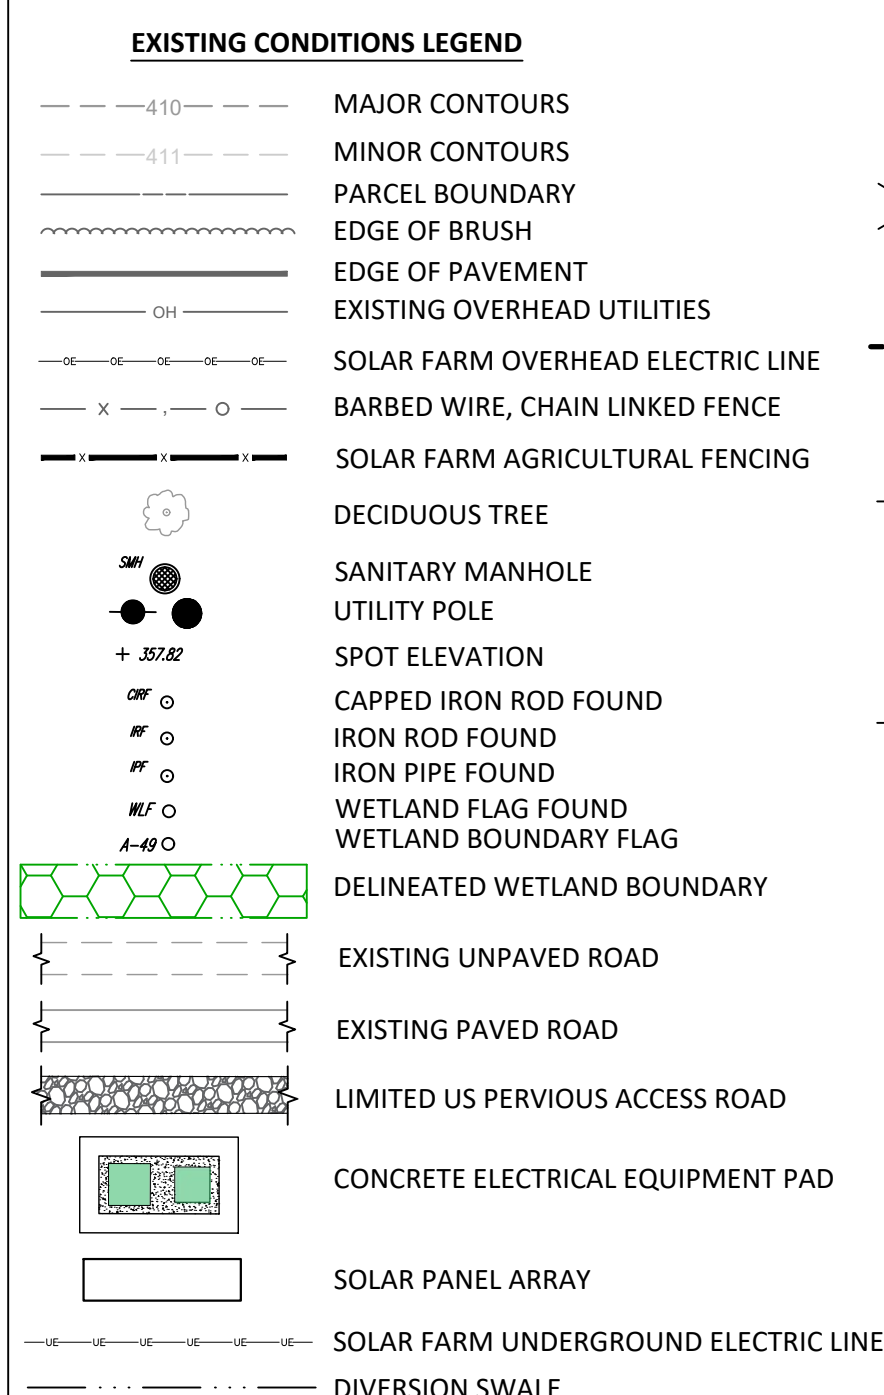 EXISTING CONDITIONS LEGEND
410 MAJOR CONTOURS
411 MINOR CONTOURS
PARCEL BOUNDARY
EDGE OF BRUSH
EDGE OF PAVEMENT
OH EXISTING OVERHEAD UTILITIES
OE OE OE OE OE SOLAR FARM OVERHEAD ELECTRIC LINE
X , O BARBED WIRE, CHAIN LINKED FENCE
X X X SOLAR FARM AGRICULTURAL FENCING
DECIDUOUS TREE
SMH SANITARY MANHOLE
UTILITY POLE
+ 357.82 SPOT ELEVATION
CIRF CAPPED IRON ROD FOUND
IRF IRON ROD FOUND
IPF IRON PIPE FOUND
WLF WETLAND FLAG FOUND
A-49 WETLAND BOUNDARY FLAG
DELINEATED WETLAND BOUNDARY
EXISTING UNPAVED ROAD
EXISTING PAVED ROAD
LIMITED US PERVIOUS ACCESS ROAD
CONCRETE ELECTRICAL EQUIPMENT PAD
SOLAR PANEL ARRAY
UE UE UE UE UE UE SOLAR FARM UNDERGROUND ELECTRIC LINE
DIVERSION SWALE